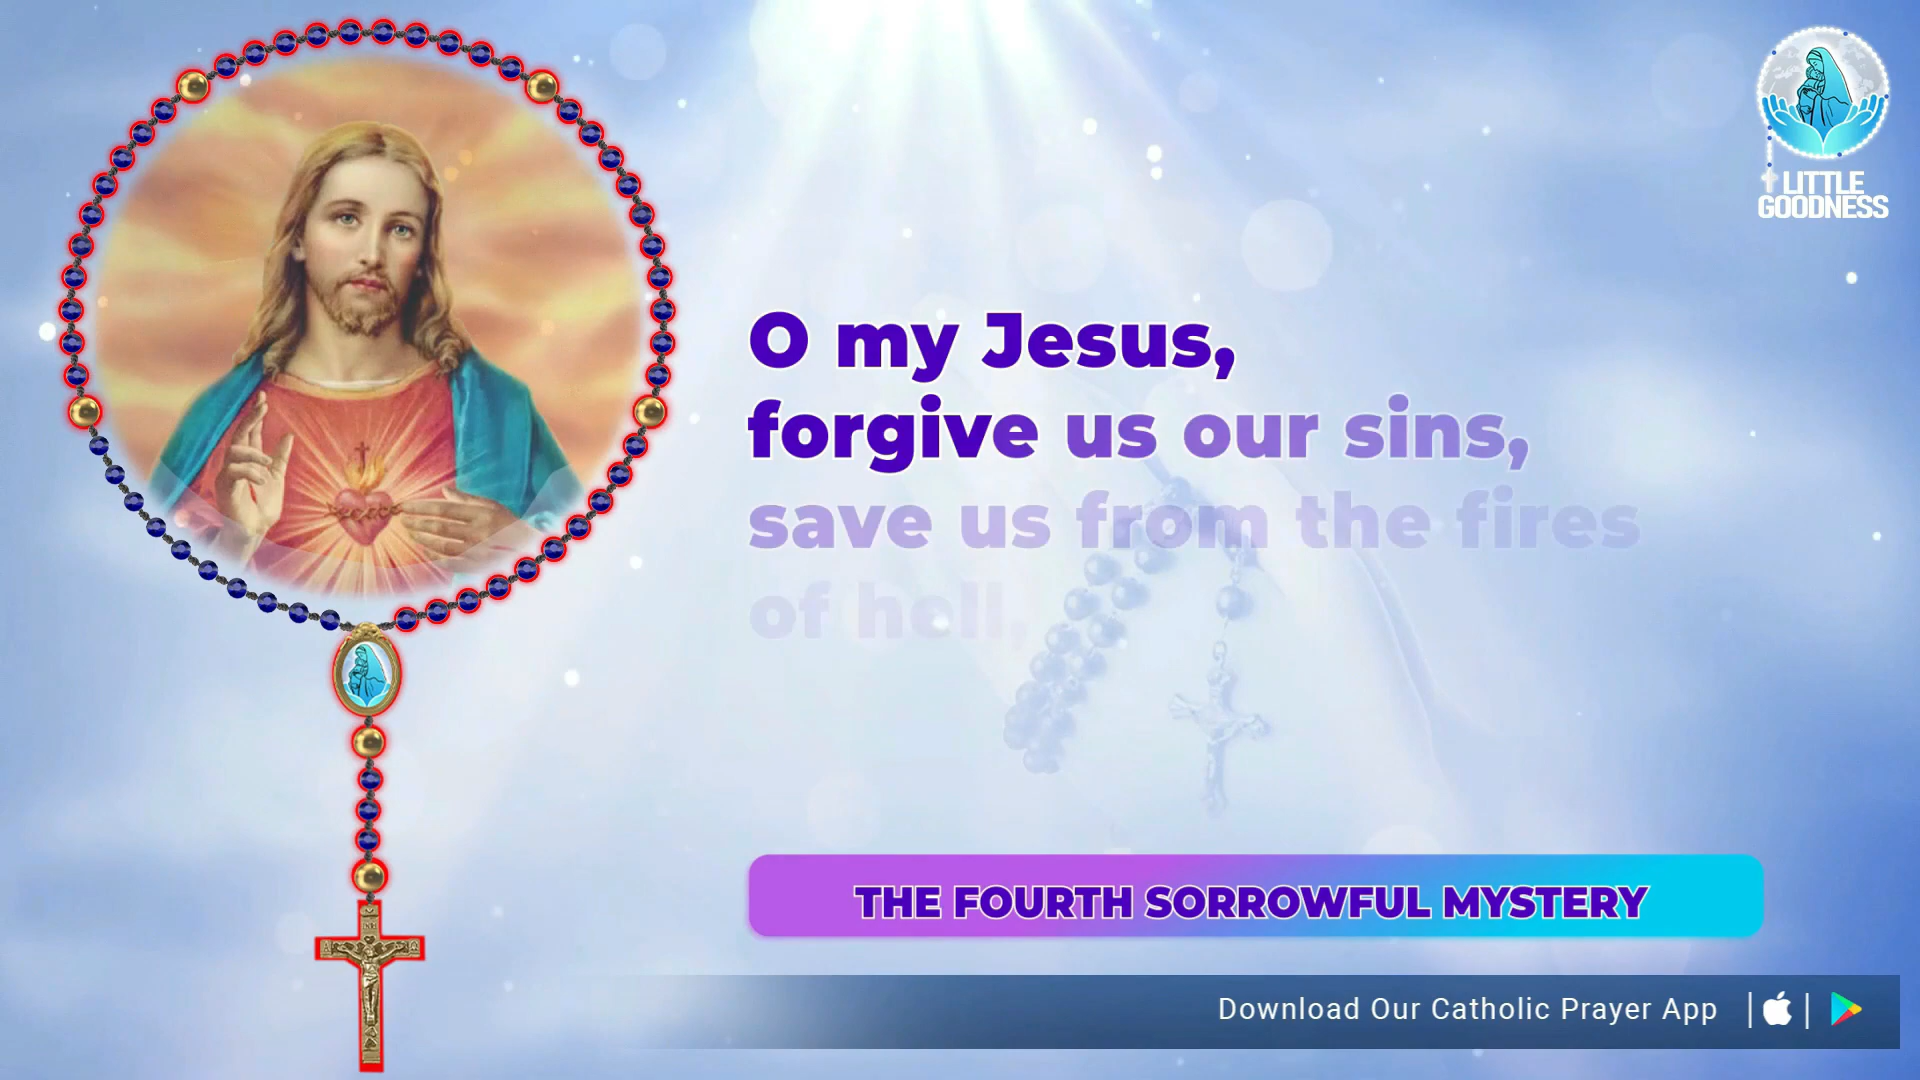 LITTLE
GOODNESS
O my Jesus,
forgive us our sins,
save us from the fires
of hell,
THE FOURTH SORROWFUL MYSTERY
Download Our Catholic Prayer App